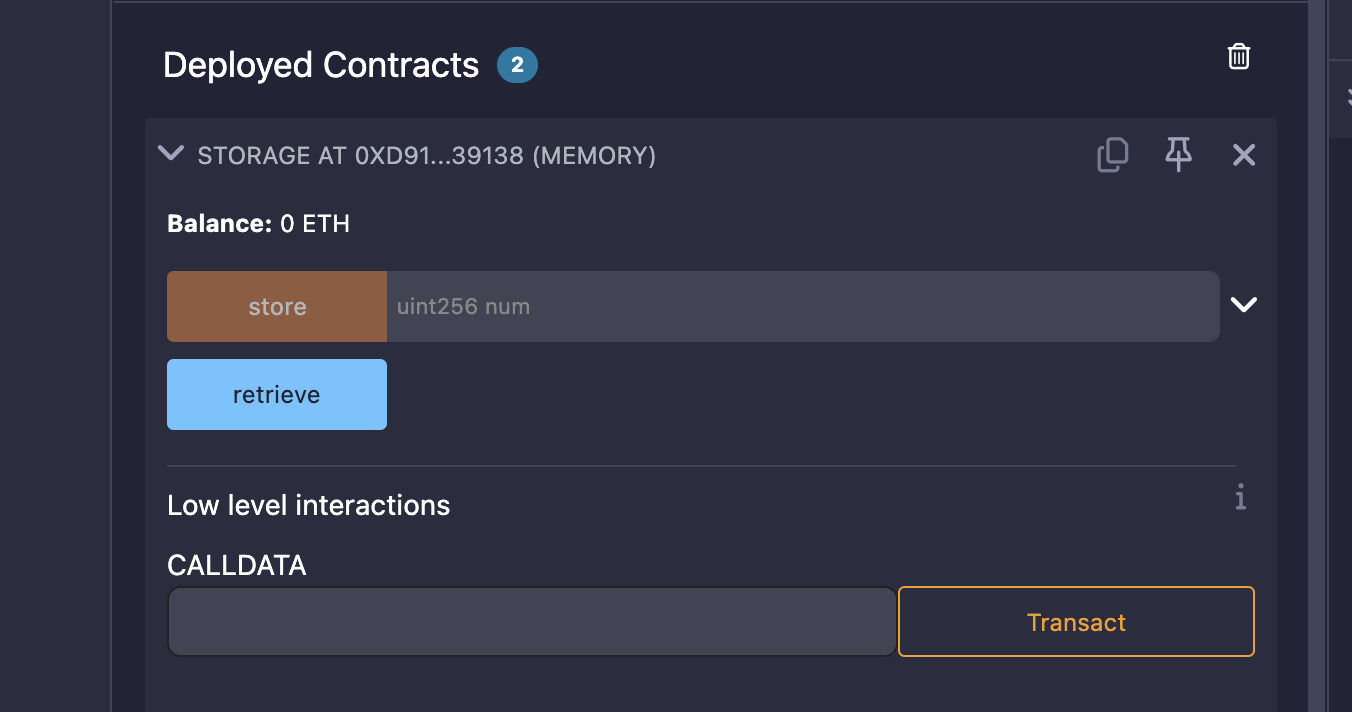 Deployed Contracts 2
STORAGE AT 0XD91...39138 (MEMORY)
Balance: 0 ETH
store uint256 num
retrieve
Low level interactions
CALLDATA
Transact